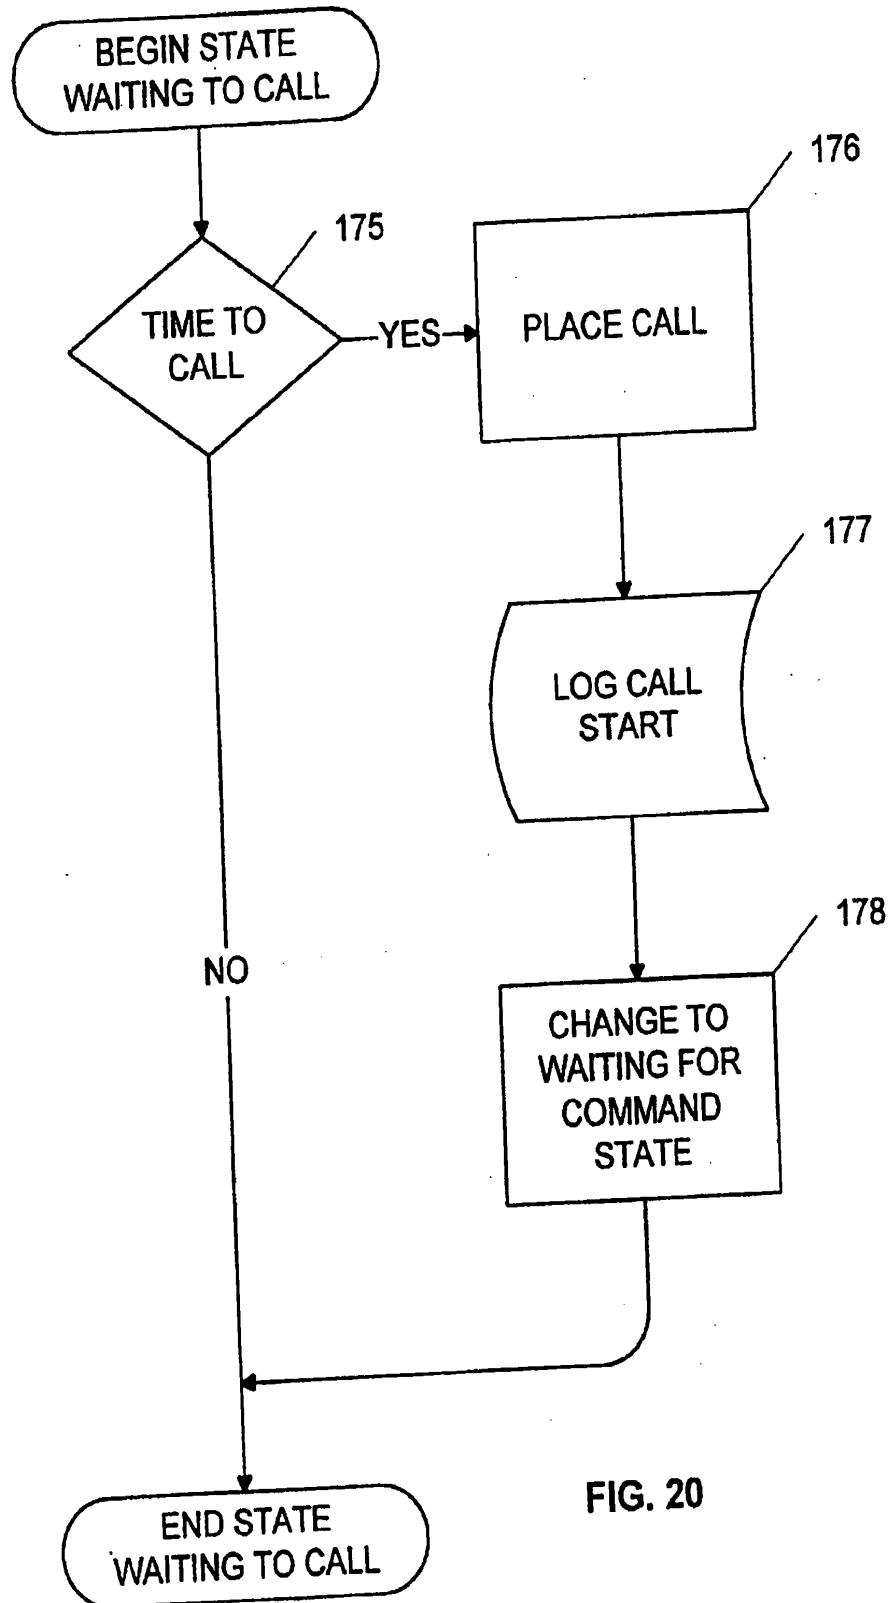 BEGIN STATE
WAITING TO CALL
175
TIME TO
CALL
YES
176
PLACE CALL
177
LOG CALL
START
178
CHANGE TO
WAITING FOR
COMMAND
STATE
NO
END STATE
WAITING TO CALL
FIG. 20